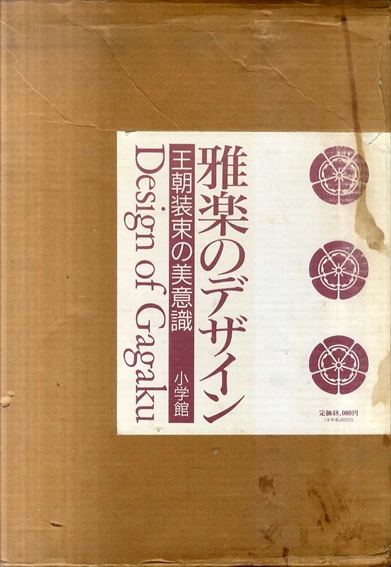 雅楽のデザイン
王朝装束の美意識
小学館
Design of Gagaku
定価48,000円